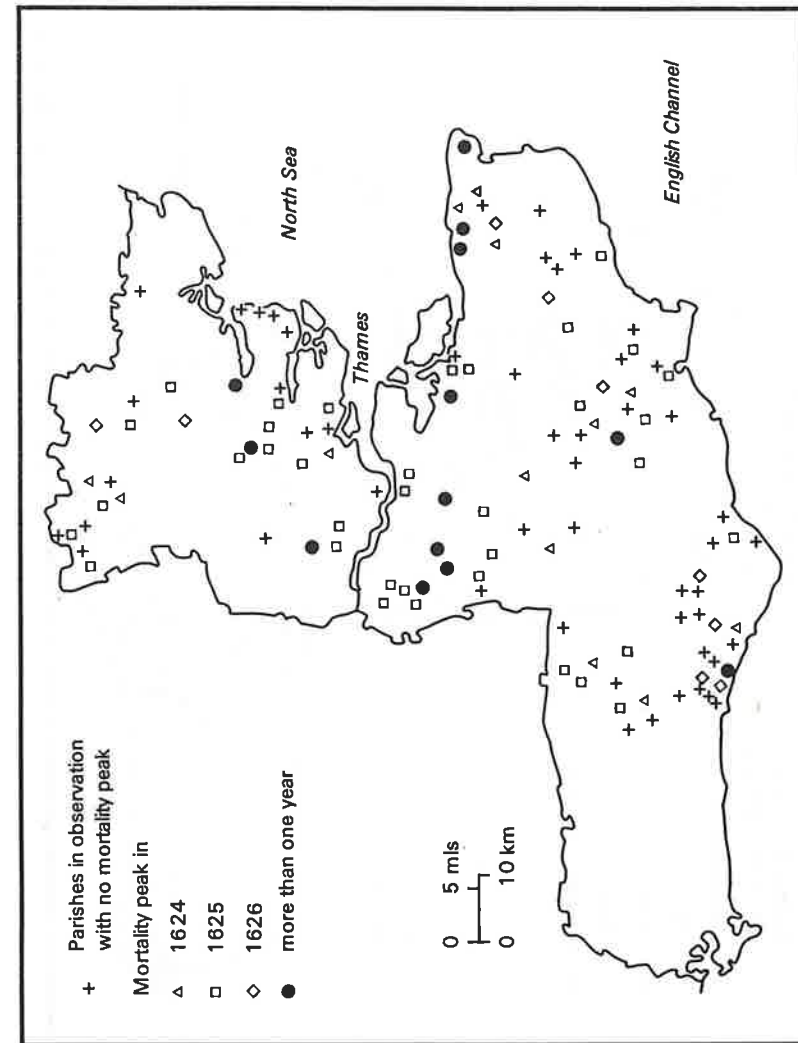 + Parishes in observation
with no mortality peak
Mortality peak in
△ 1624
□ 1625
◇ 1626
● more than one year
0 5 mls
0 10 km
North Sea
Thames
English Channel